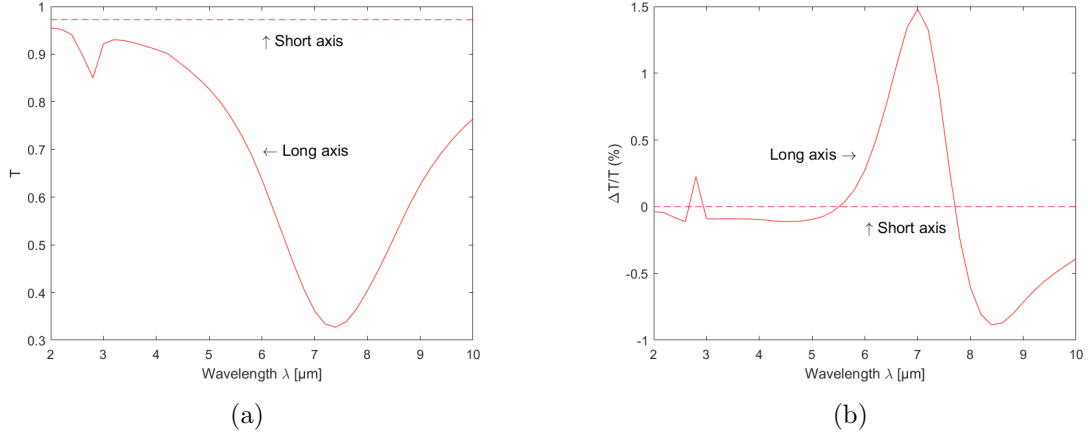 1
0.9
0.8
0.7
0.6
0.5
0.4
0.3
T
↑ Short axis
← Long axis
2 3 4 5 6 7 8 9 10
Wavelength λ [µm]
(a)
1.5
1
0.5
0
-0.5
-1
ΔT/T (%)
Long axis →
↑ Short axis
2 3 4 5 6 7 8 9 10
Wavelength λ [µm]
(b)